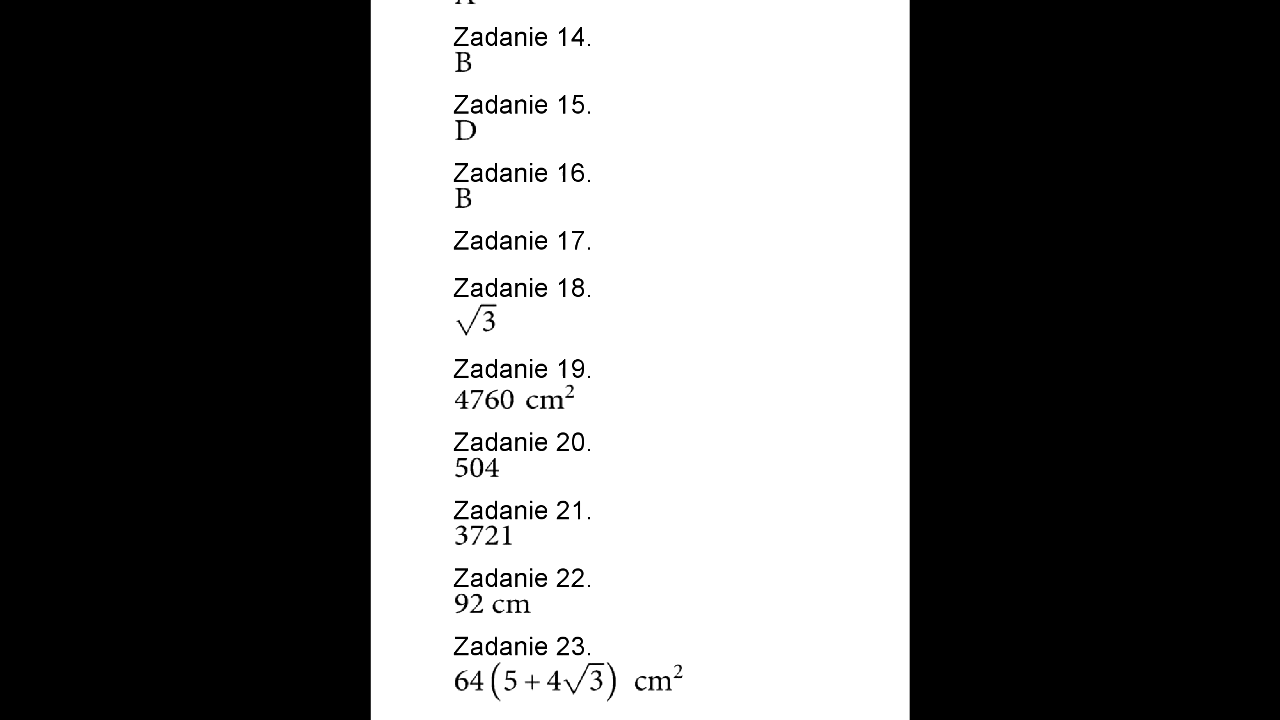 Zadanie 14.
B
Zadanie 15.
D
Zadanie 16.
B
Zadanie 17.
Zadanie 18.
√3
Zadanie 19.
4760 cm²
Zadanie 20.
504
Zadanie 21.
3721
Zadanie 22.
92 cm
Zadanie 23.
64(5+4√3) cm²